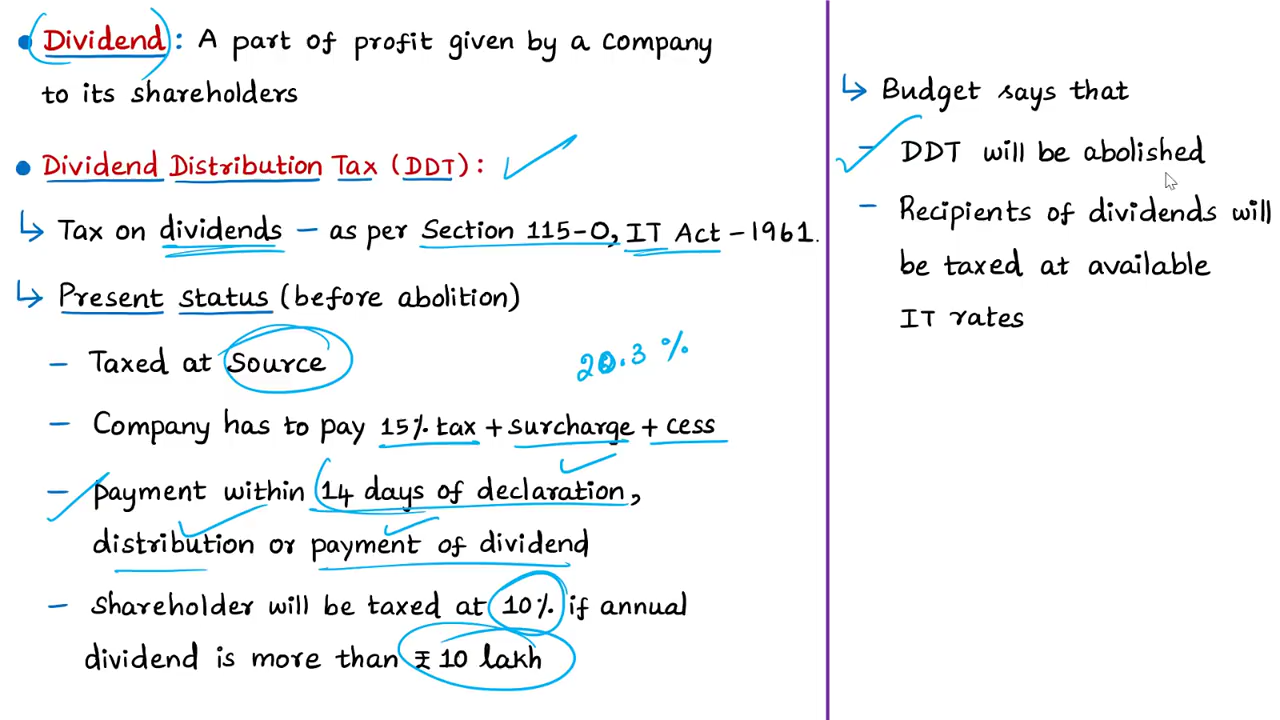 • Dividend : A part of profit given by a company
to its shareholders
• Dividend Distribution Tax (DDT) :
↳ Tax on dividends – as per Section 115-O, IT Act - 1961.
↳ Present status (before abolition)
– Taxed at Source
20.3 %
– Company has to pay 15% tax + surcharge + cess
– payment within 14 days of declaration,
distribution or payment of dividend
– shareholder will be taxed at 10% if annual
dividend is more than ₹ 10 lakh
↳ Budget says that
– DDT will be abolished
– Recipients of dividends will
be taxed at available
IT rates